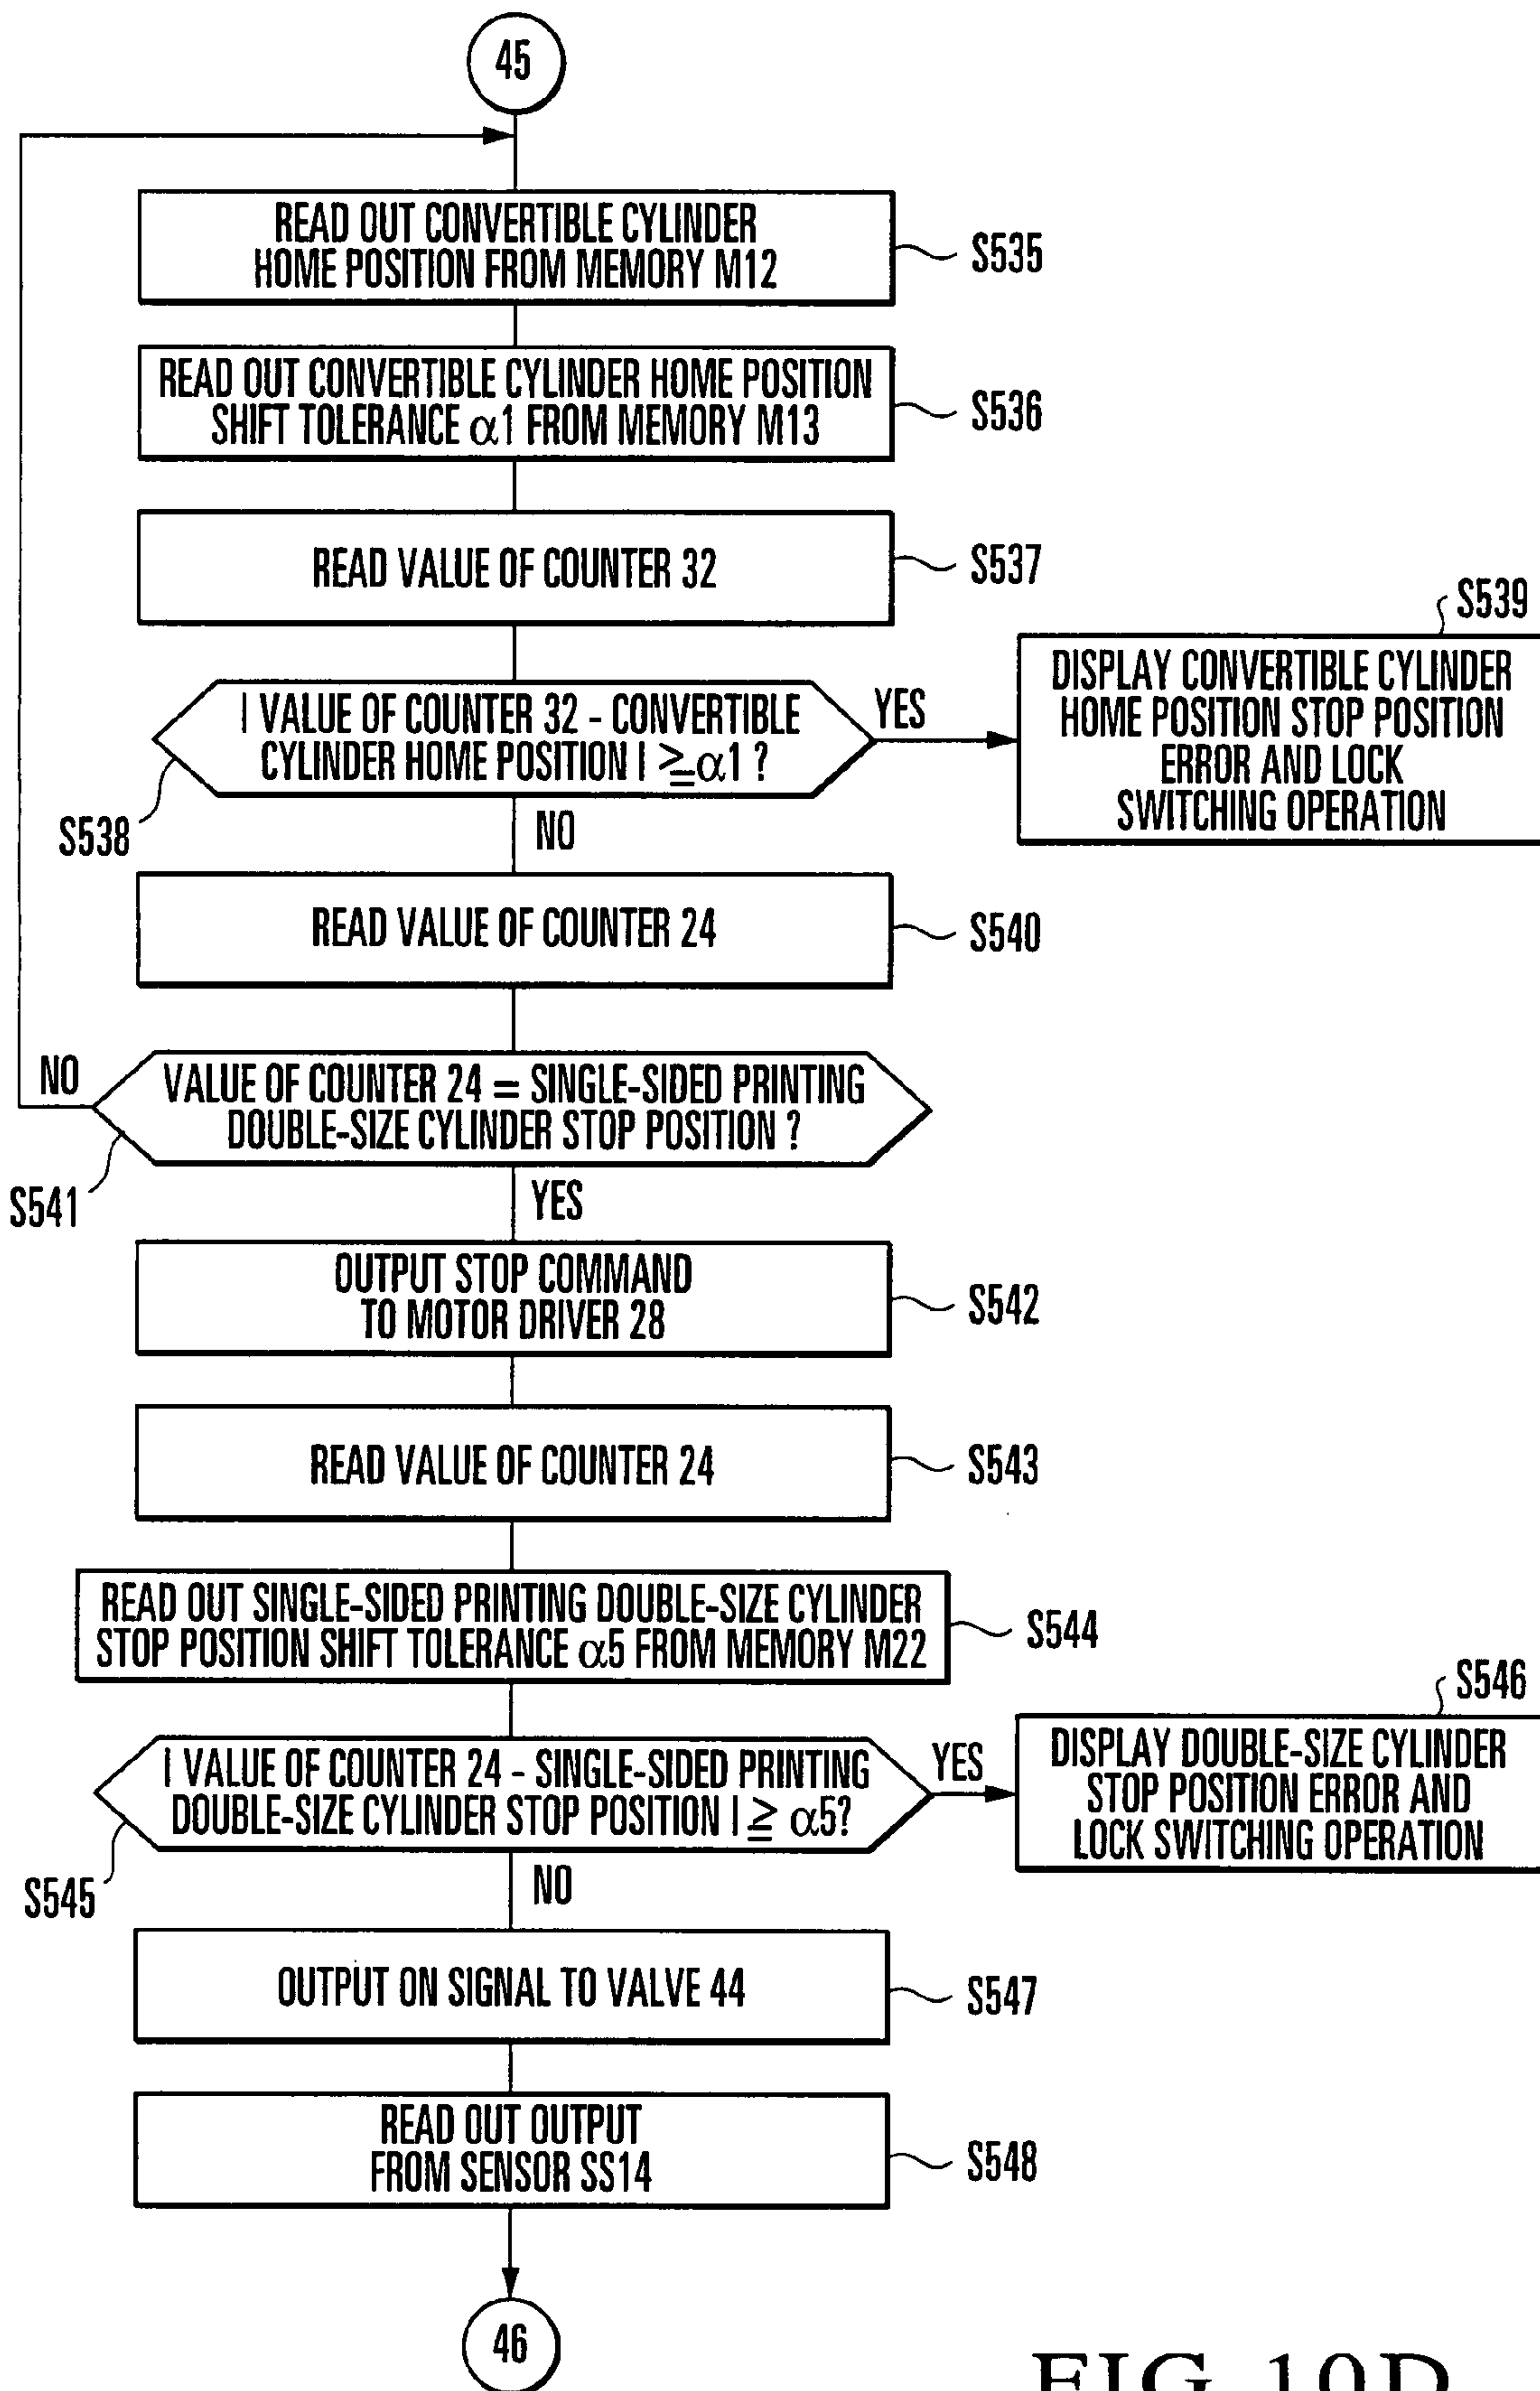 45
READ OUT CONVERTIBLE CYLINDER
HOME POSITION FROM MEMORY M12
S535
READ OUT CONVERTIBLE CYLINDER HOME POSITION
SHIFT TOLERANCE α1 FROM MEMORY M13
S536
READ VALUE OF COUNTER 32
S537
S539
DISPLAY CONVERTIBLE CYLINDER
HOME POSITION STOP POSITION
ERROR AND LOCK
SWITCHING OPERATION
| VALUE OF COUNTER 32 - CONVERTIBLE
CYLINDER HOME POSITION | ≧α1 ?
YES
S538
NO
READ VALUE OF COUNTER 24
S540
NO
VALUE OF COUNTER 24 = SINGLE-SIDED PRINTING
DOUBLE-SIZE CYLINDER STOP POSITION ?
S541
YES
OUTPUT STOP COMMAND
TO MOTOR DRIVER 28
S542
READ VALUE OF COUNTER 24
S543
READ OUT SINGLE-SIDED PRINTING DOUBLE-SIZE CYLINDER
STOP POSITION SHIFT TOLERANCE α5 FROM MEMORY M22
S544
S546
DISPLAY DOUBLE-SIZE CYLINDER
STOP POSITION ERROR AND
LOCK SWITCHING OPERATION
| VALUE OF COUNTER 24 - SINGLE-SIDED PRINTING
DOUBLE-SIZE CYLINDER STOP POSITION | ≧ α5?
YES
S545
NO
OUTPUT ON SIGNAL TO VALVE 44
S547
READ OUT OUTPUT
FROM SENSOR SS14
S548
46
FIG.10D